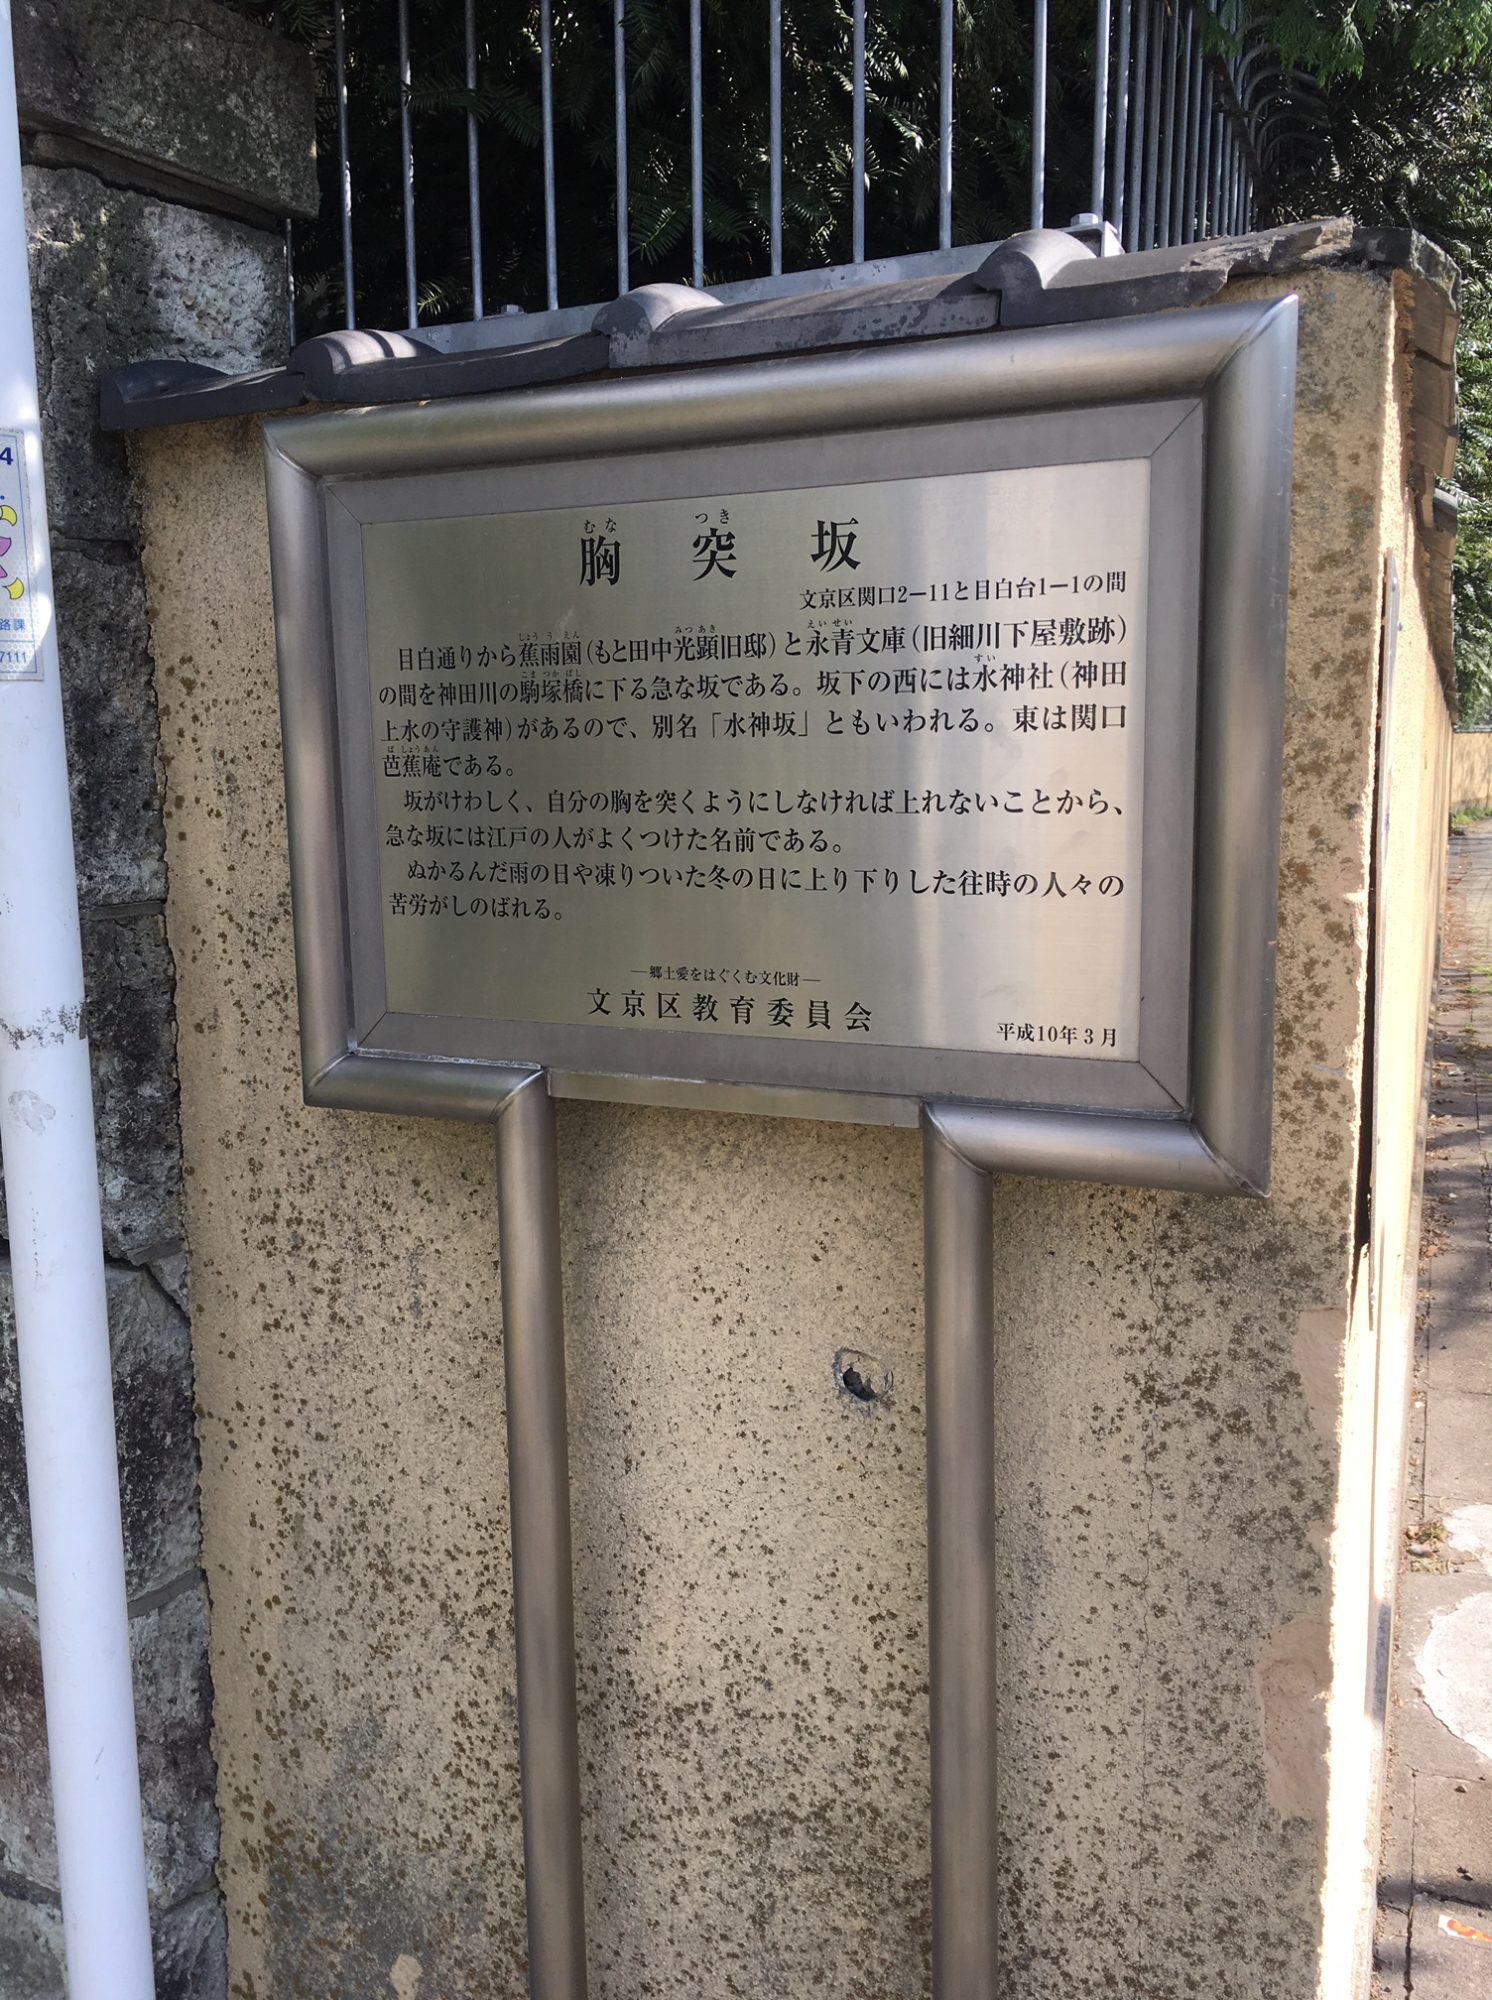 胸突坂
文京区関口2−11と目白台1−1の間
目白通りから蕉雨園(もと田中光顕旧邸)と永青文庫(旧細川下屋敷跡)
の間を神田川の駒塚橋に下る急な坂である。坂下の西には水神社(神田
上水の守護神)があるので、別名「水神坂」ともいわれる。東は関口
芭蕉庵である。
坂がけわしく、自分の胸を突くようにしなければ上れないことから、
急な坂には江戸の人がよくつけた名前である。
ぬかるんだ雨の日や凍りついた冬の日に上り下りした往時の人々の
苦労がしのばれる。
―郷土愛をはぐくむ文化財―
文京区教育委員会
平成10年3月
4
路課
7111